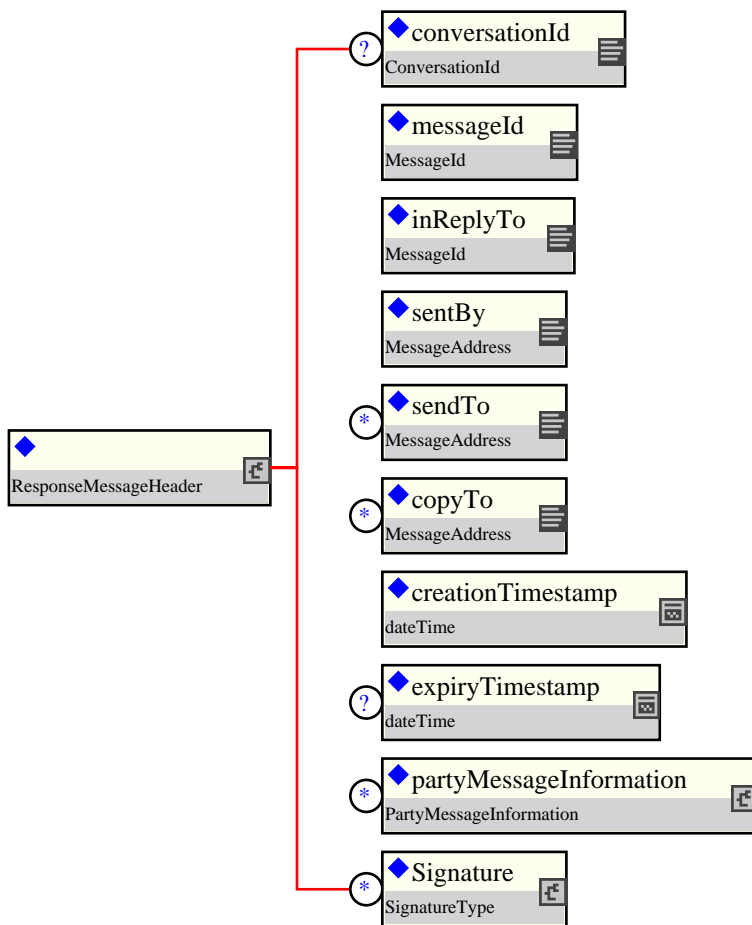 ? conversationId
ConversationId
messageId
MessageId
inReplyTo
MessageId
sentBy
MessageAddress
* sendTo
MessageAddress
ResponseMessageHeader
* copyTo
MessageAddress
creationTimestamp
dateTime
? expiryTimestamp
dateTime
* partyMessageInformation
PartyMessageInformation
* Signature
SignatureType